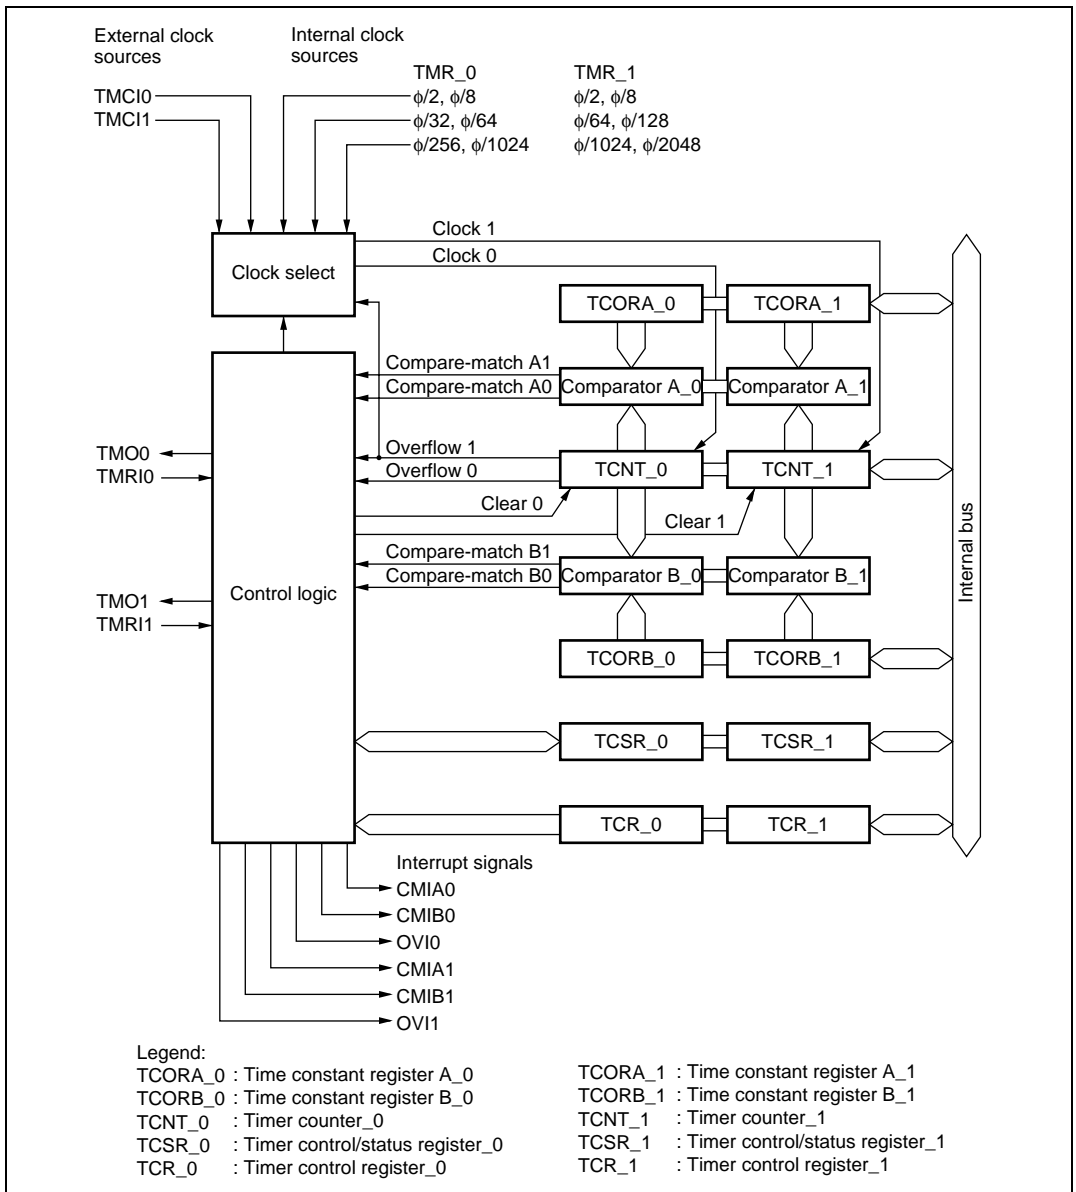 External clock
sources
Internal clock
sources
TMR_0
TMR_1
TMCI0
ϕ/2, ϕ/8
ϕ/2, ϕ/8
TMCI1
ϕ/32, ϕ/64
ϕ/64, ϕ/128
ϕ/256, ϕ/1024
ϕ/1024, ϕ/2048
Clock 1
Clock 0
Clock select
TCORA_0
TCORA_1
Compare-match A1
Compare-match A0
Comparator A_0
Comparator A_1
TMO0
TMRI0
Overflow 1
Overflow 0
TCNT_0
TCNT_1
Clear 0
Clear 1
Internal bus
Compare-match B1
Compare-match B0
Comparator B_0
Comparator B_1
Control logic
TMO1
TMRI1
TCORB_0
TCORB_1
TCSR_0
TCSR_1
TCR_0
TCR_1
Interrupt signals
CMIA0
CMIB0
OVI0
CMIA1
CMIB1
OVI1
Legend:
TCORA_0 : Time constant register A_0
TCORB_0 : Time constant register B_0
TCNT_0 : Timer counter_0
TCSR_0 : Timer control/status register_0
TCR_0 : Timer control register_0
TCORA_1 : Time constant register A_1
TCORB_1 : Time constant register B_1
TCNT_1 : Timer counter_1
TCSR_1 : Timer control/status register_1
TCR_1 : Timer control register_1